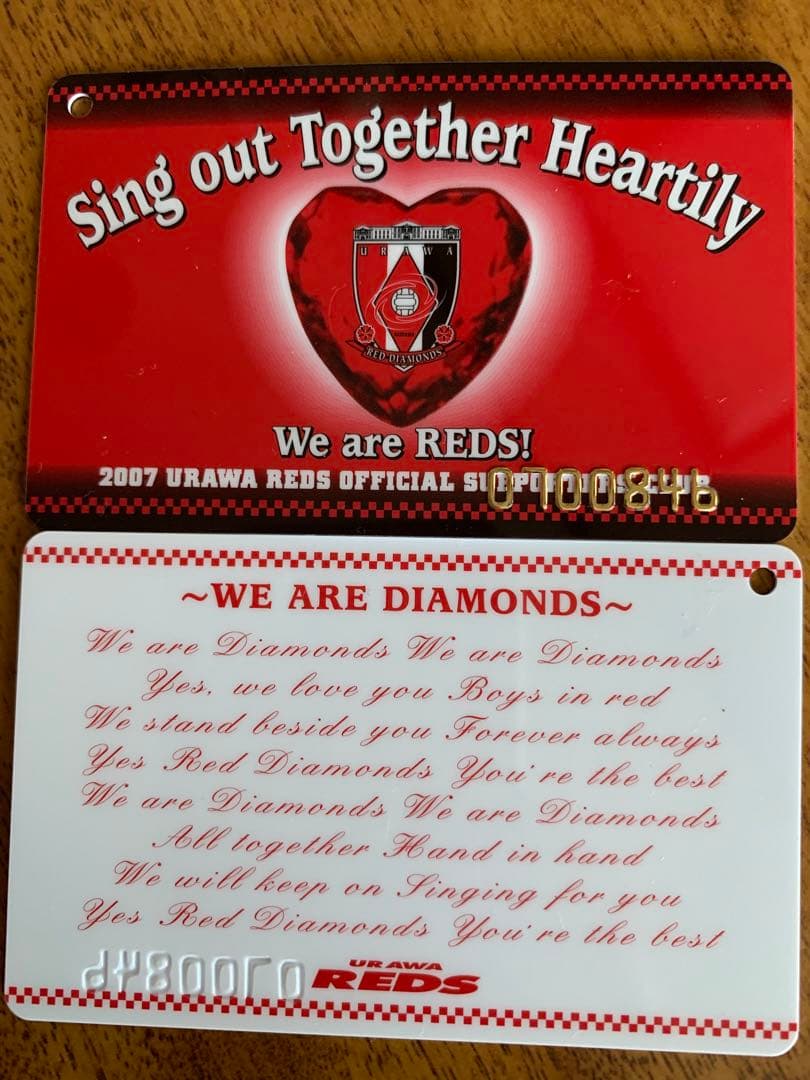 Sing out Together Heartily
URAWA
RED DIAMONDS
We are REDS!
2007 URAWA REDS OFFICIAL SUPPORTERS CLUB
0700846
~WE ARE DIAMONDS~
We are Diamonds We are Diamonds
Yes, we love you Boys in red
We stand beside you Forever always
Yes Red Diamonds You're the best
We are Diamonds We are Diamonds
All together Hand in hand
We will keep on Singing for you
Yes Red Diamonds You're the best
0700846
URAWA
REDS